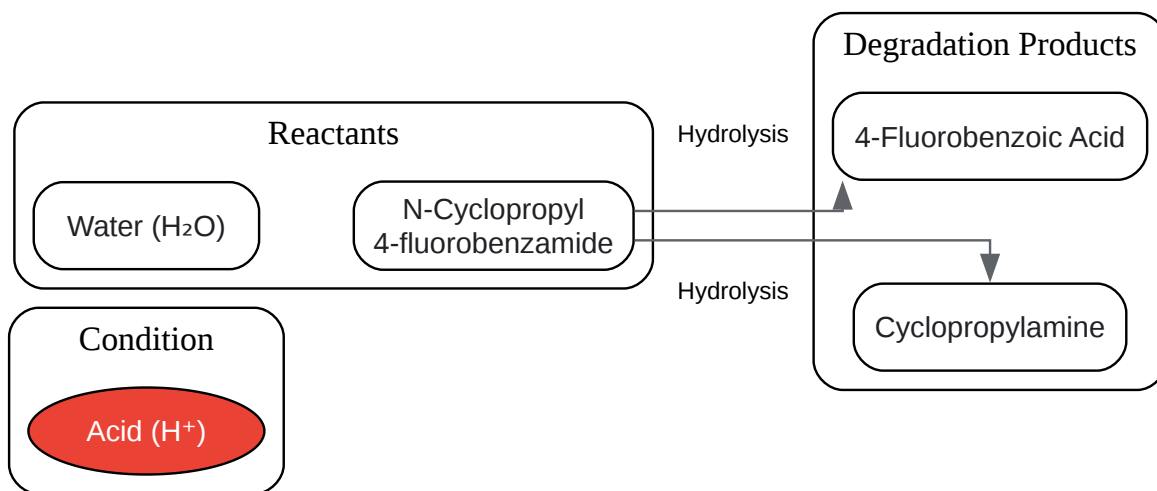 Reactants
Water (H₂O)
N-Cyclopropyl
4-fluorobenzamide
Hydrolysis
Hydrolysis
Degradation Products
4-Fluorobenzoic Acid
Cyclopropylamine
Condition
Acid (H⁺)